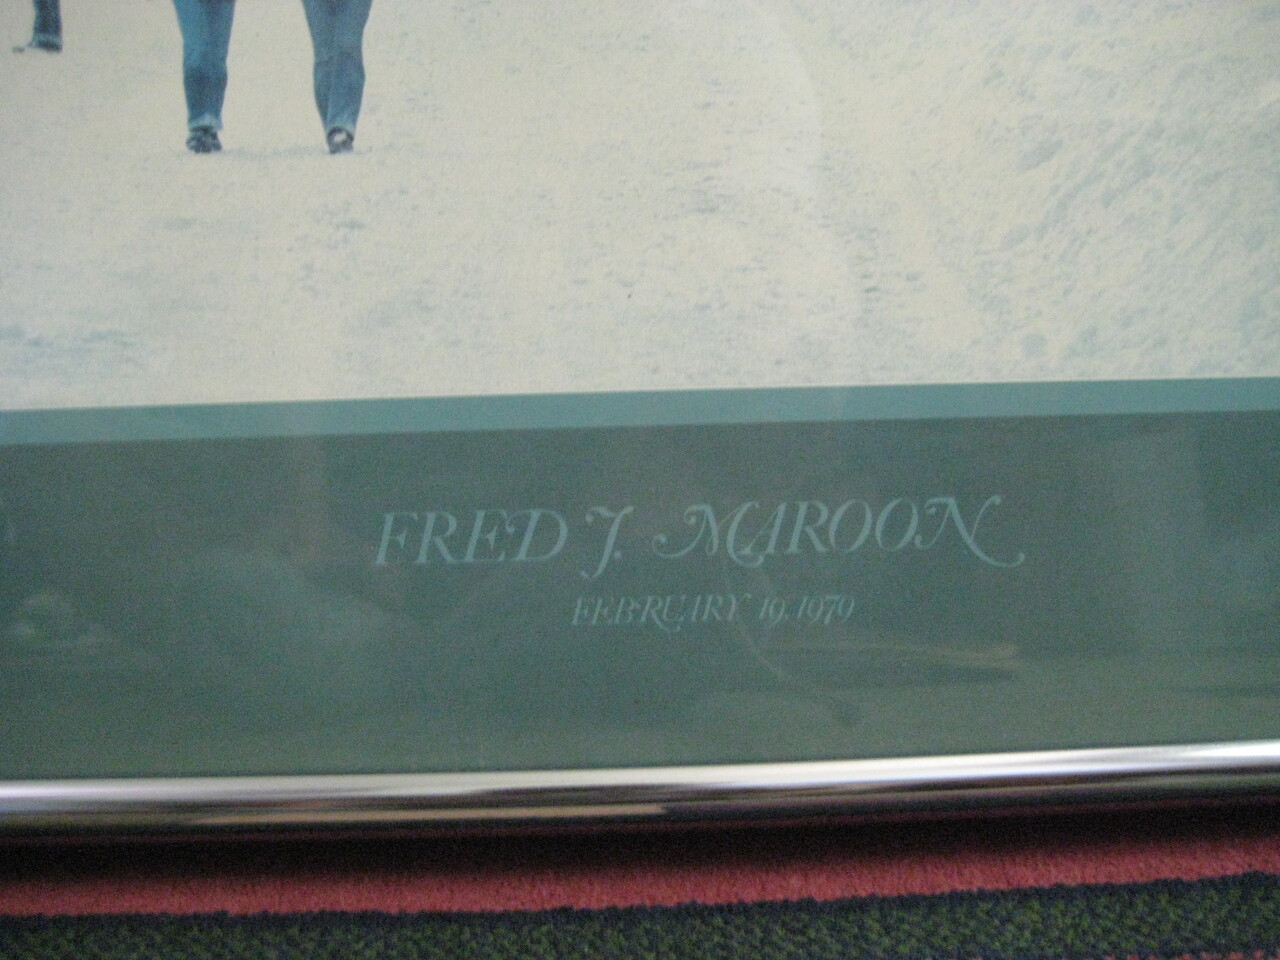 FRED J. MAROON
FEBRUARY 19, 1979